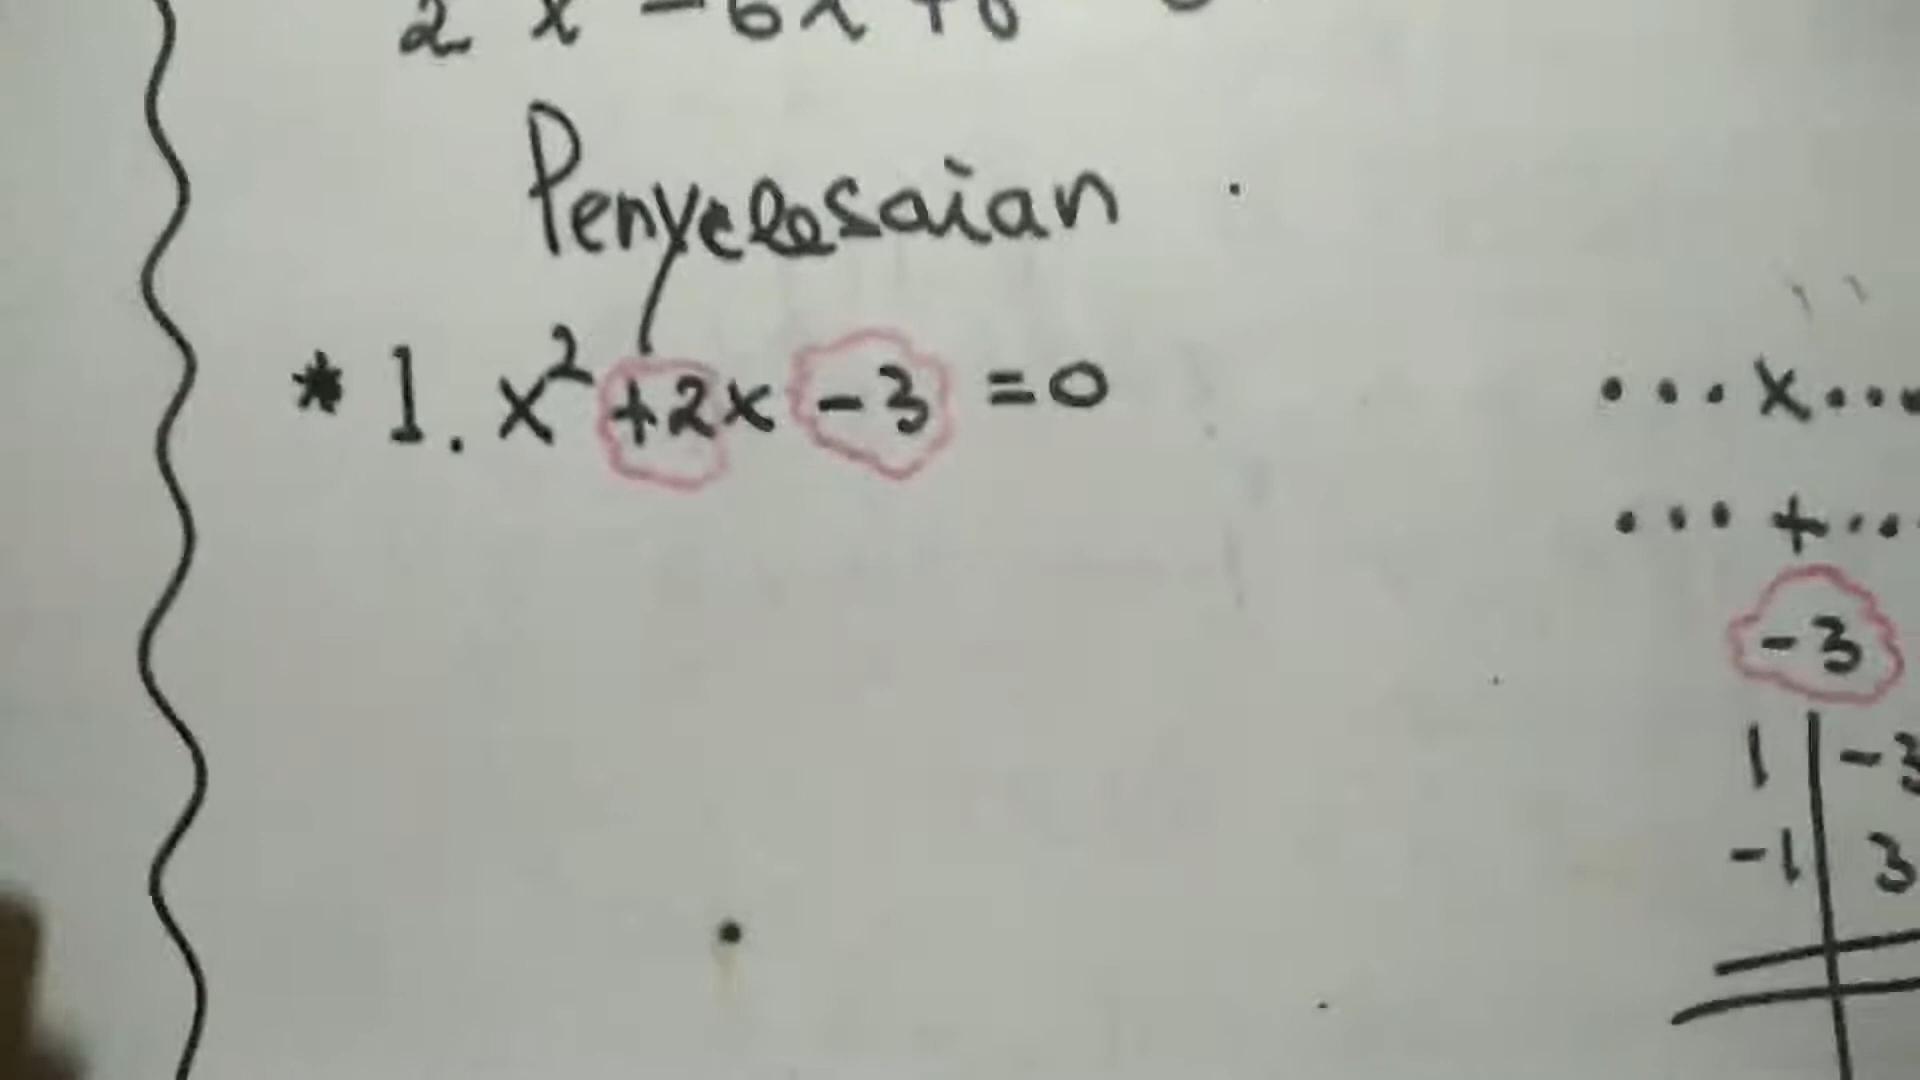 Penyelesaian
* 1. x² +2x -3 =0
... x ...
... + ...
-3
1 | -3
-1 | 3